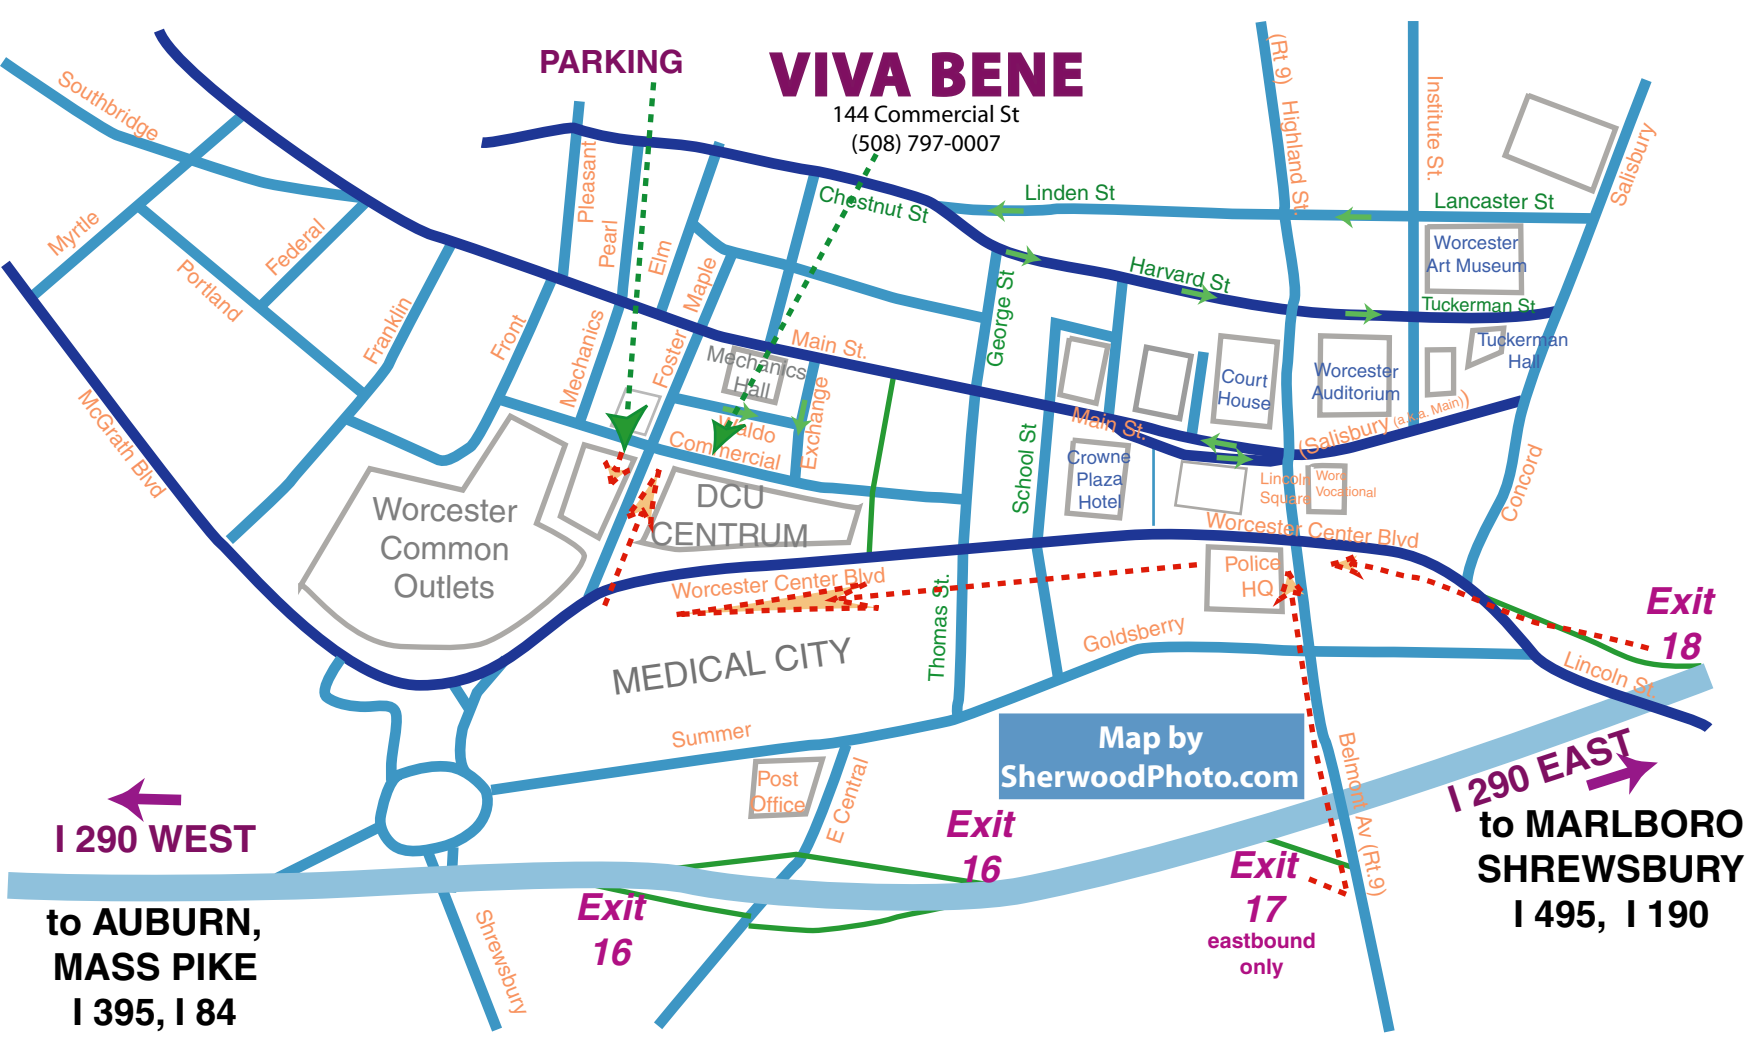 PARKING
VIVA BENE
144 Commercial St
(508) 797-0007
Southbridge
Myrtle
Portland
Federal
Franklin
Front
Mechanics
Pleasant
Pearl
Elm
Maple
Foster
Chestnut St
Linden St
(Rt 9) Highland St.
Institute St.
Lancaster St
Salisbury
Worcester
Art Museum
Tuckerman St
Tuckerman
Hall
Harvard St
George St
Main St.
Mechanics
Hall
Waldo
Commercial
Exchange
Court
House
Worcester
Auditorium
(Salisbury (a.k.a. Main))
Main St.
School St
Crowne
Plaza
Hotel
Lincoln
Square
Worc
Vocational
Concord
McGrath Blvd
Worcester
Common
Outlets
DCU
CENTRUM
Worcester Center Blvd
Worcester Center Blvd
Police
HQ
Thomas St.
MEDICAL CITY
Goldsberry
Exit
18
Lincoln St.
Summer
Map by
SherwoodPhoto.com
Post
Office
E Central
Belmont Av (Rt.9)
I 290 EAST
to MARLBORO
SHREWSBURY
I 495, I 190
I 290 WEST
to AUBURN,
MASS PIKE
I 395, I 84
Exit
16
Exit
16
Exit
17
eastbound
only
Shrewsbury